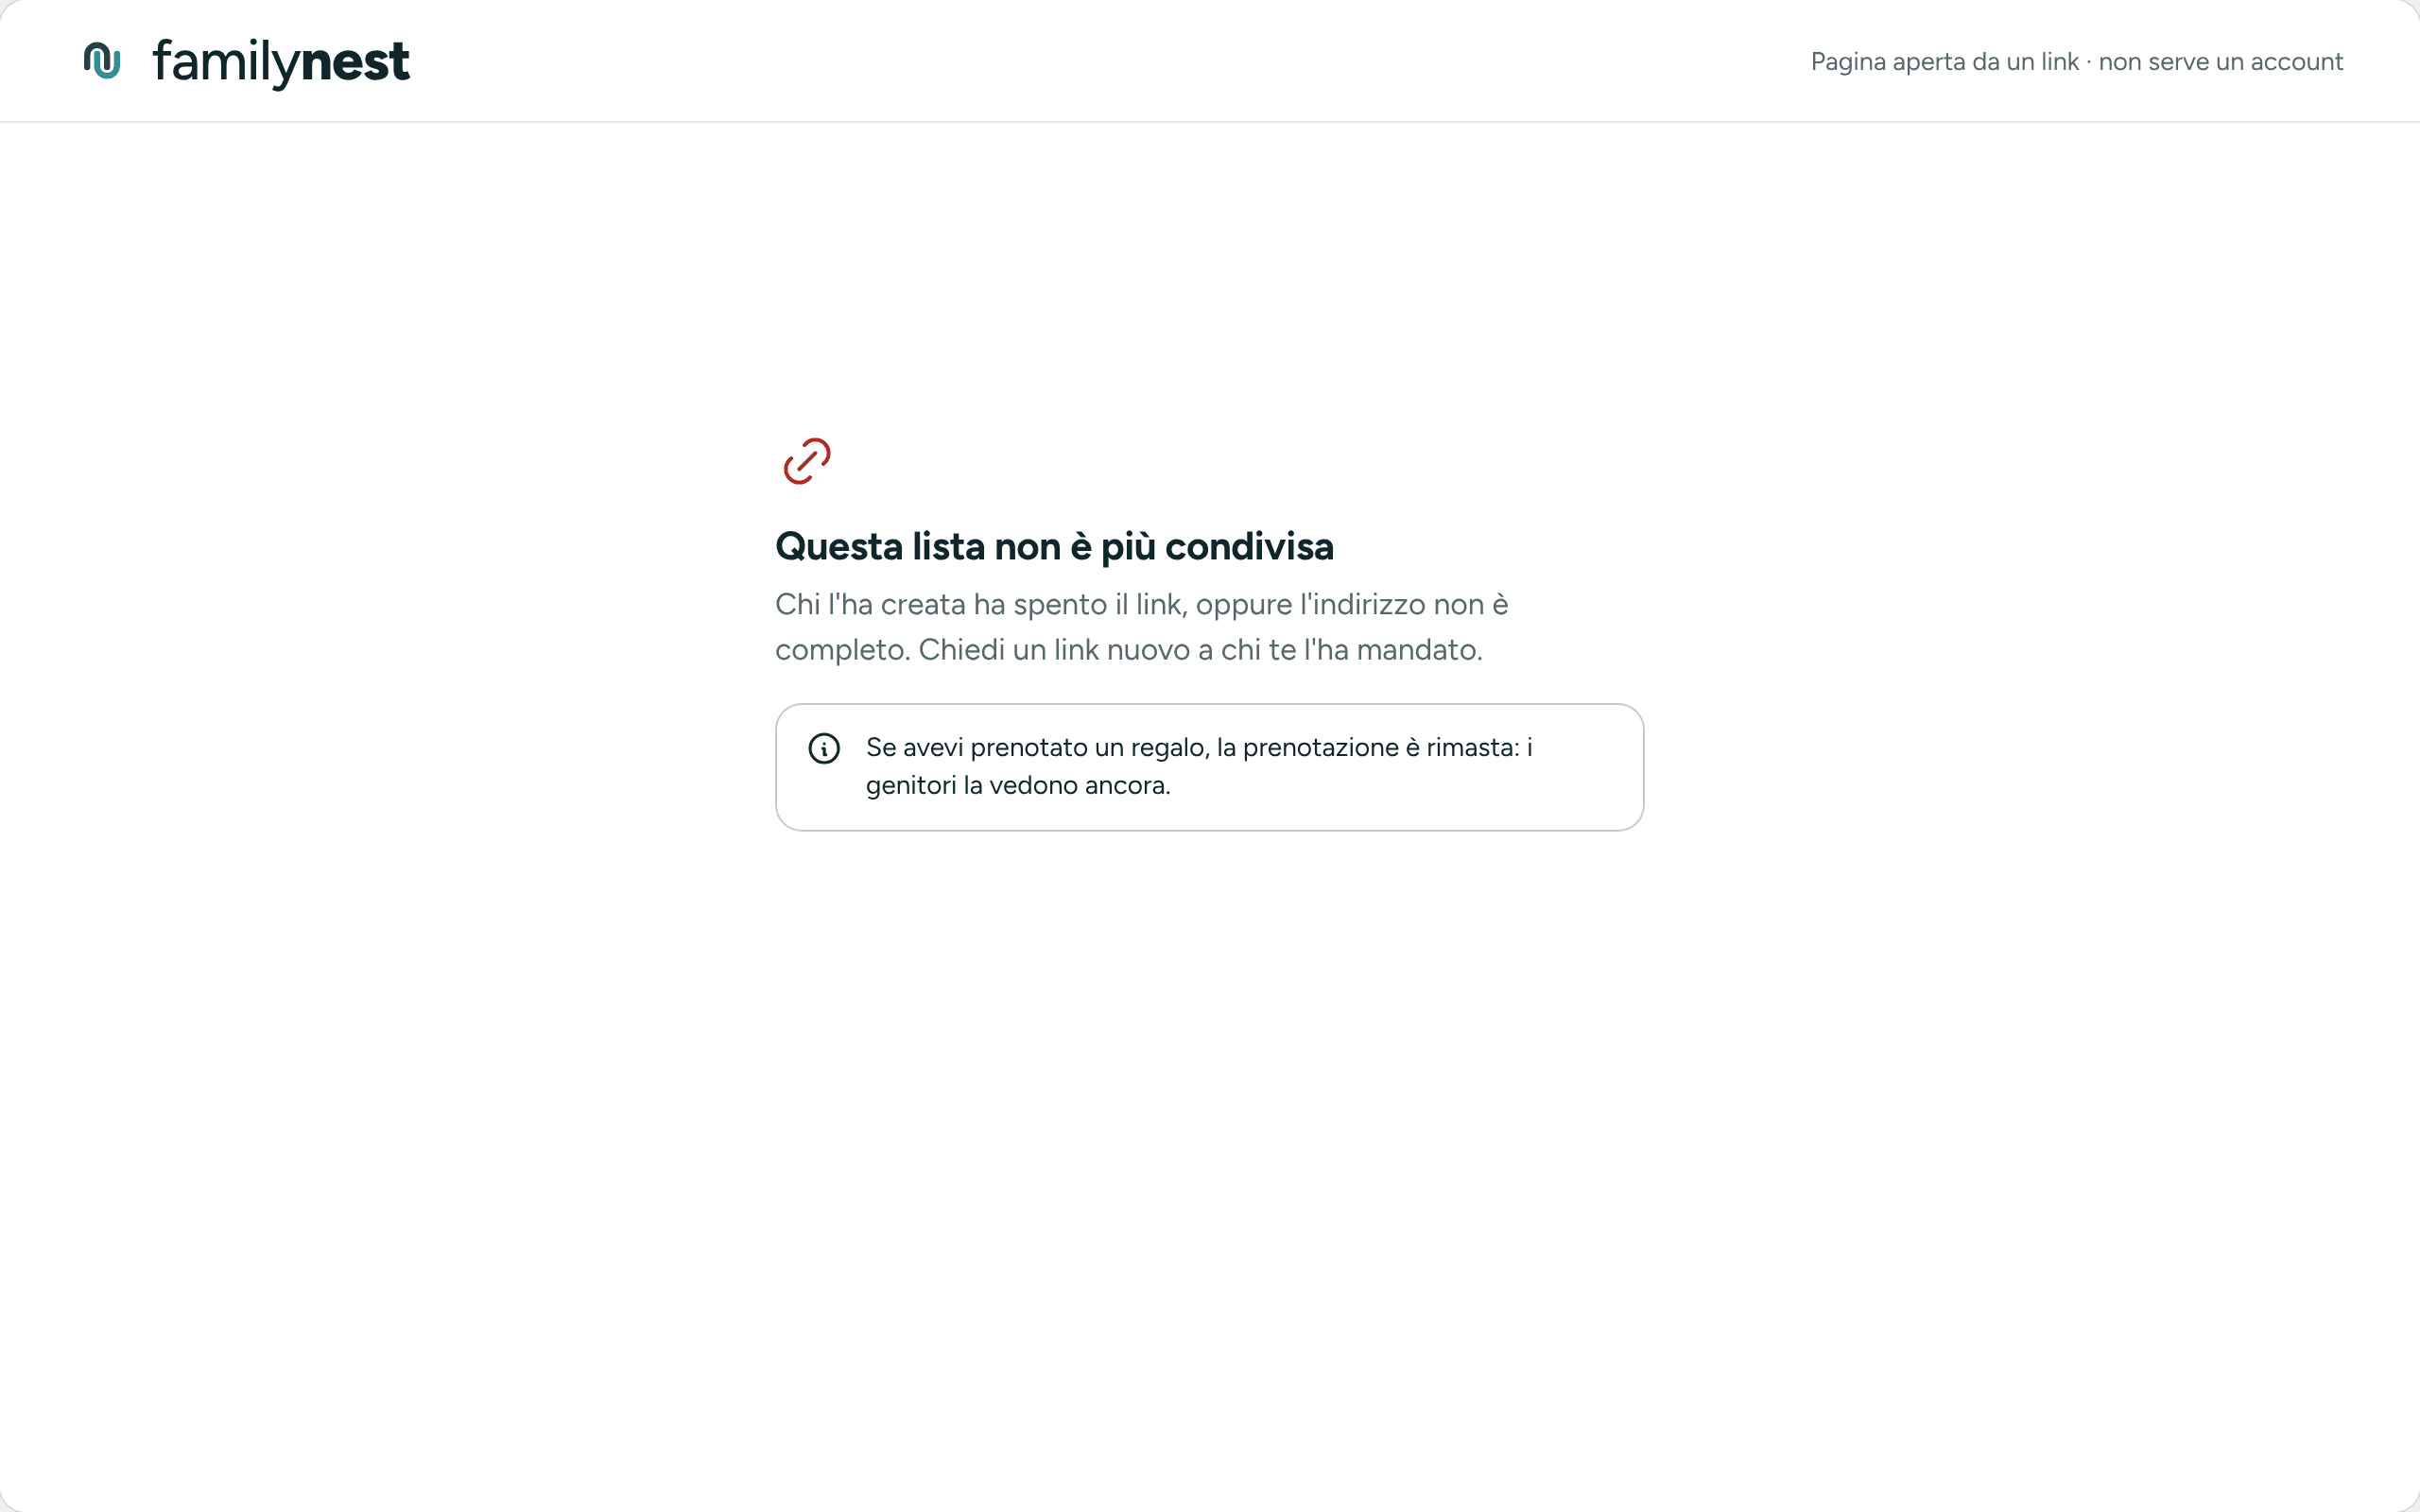 familynest
Pagina aperta da un link · non serve un account
Questa lista non è più condivisa
Chi l'ha creata ha spento il link, oppure l'indirizzo non è
completo. Chiedi un link nuovo a chi te l'ha mandato.
Se avevi prenotato un regalo, la prenotazione è rimasta: i
genitori la vedono ancora.